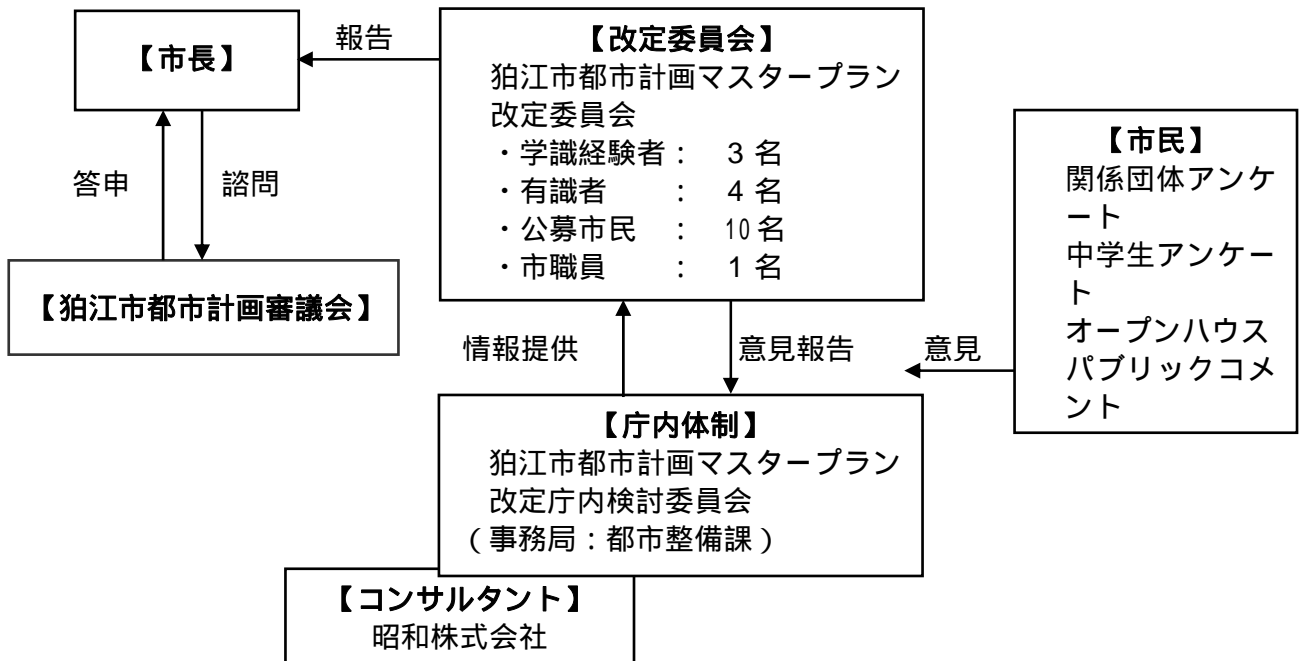 【市長】
報告
答申
諮問
【狛江市都市計画審議会】
【改定委員会】
狛江市都市計画マスタープラン
改定委員会
・学識経験者： 3 名
・有識者 ： 4 名
・公募市民 ： 10 名
・市職員 ： 1 名
情報提供
意見報告
意見
【市民】
関係団体アンケ
ート
中学生アンケー
ト
オープンハウス
パブリックコメ
ント
【庁内体制】
狛江市都市計画マスタープラン
改定庁内検討委員会
（事務局：都市整備課）
【コンサルタント】
昭和株式会社